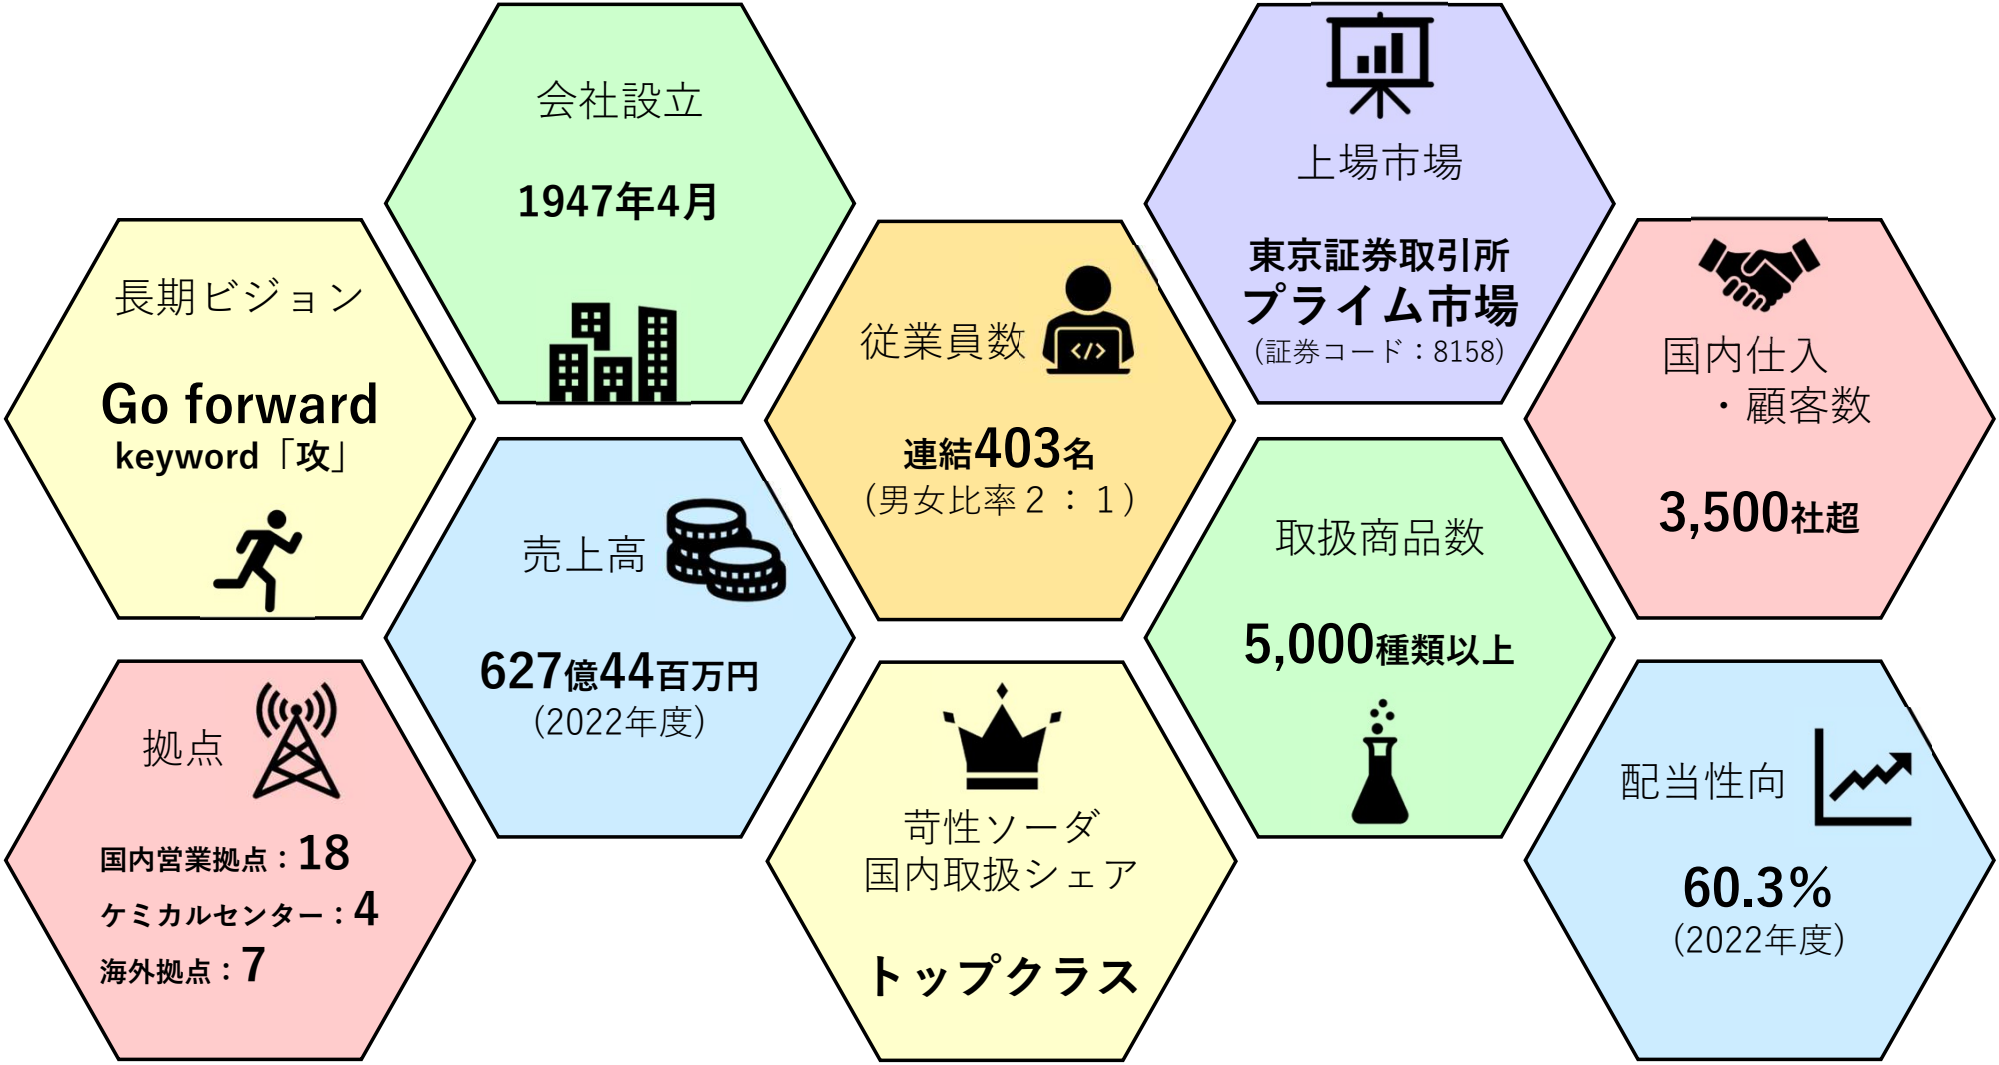 会社設立
1947年4月
上場市場
東京証券取引所
プライム市場
(証券コード：8158)
長期ビジョン
Go forward
keyword「攻」
従業員数
</>
連結403名
(男女比率２：１)
国内仕入
・顧客数
3,500社超
売上高
627億44百万円
(2022年度)
取扱商品数
5,000種類以上
拠点
国内営業拠点：18
ケミカルセンター：4
海外拠点：7
苛性ソーダ
国内取扱シェア
トップクラス
配当性向
60.3%
(2022年度)